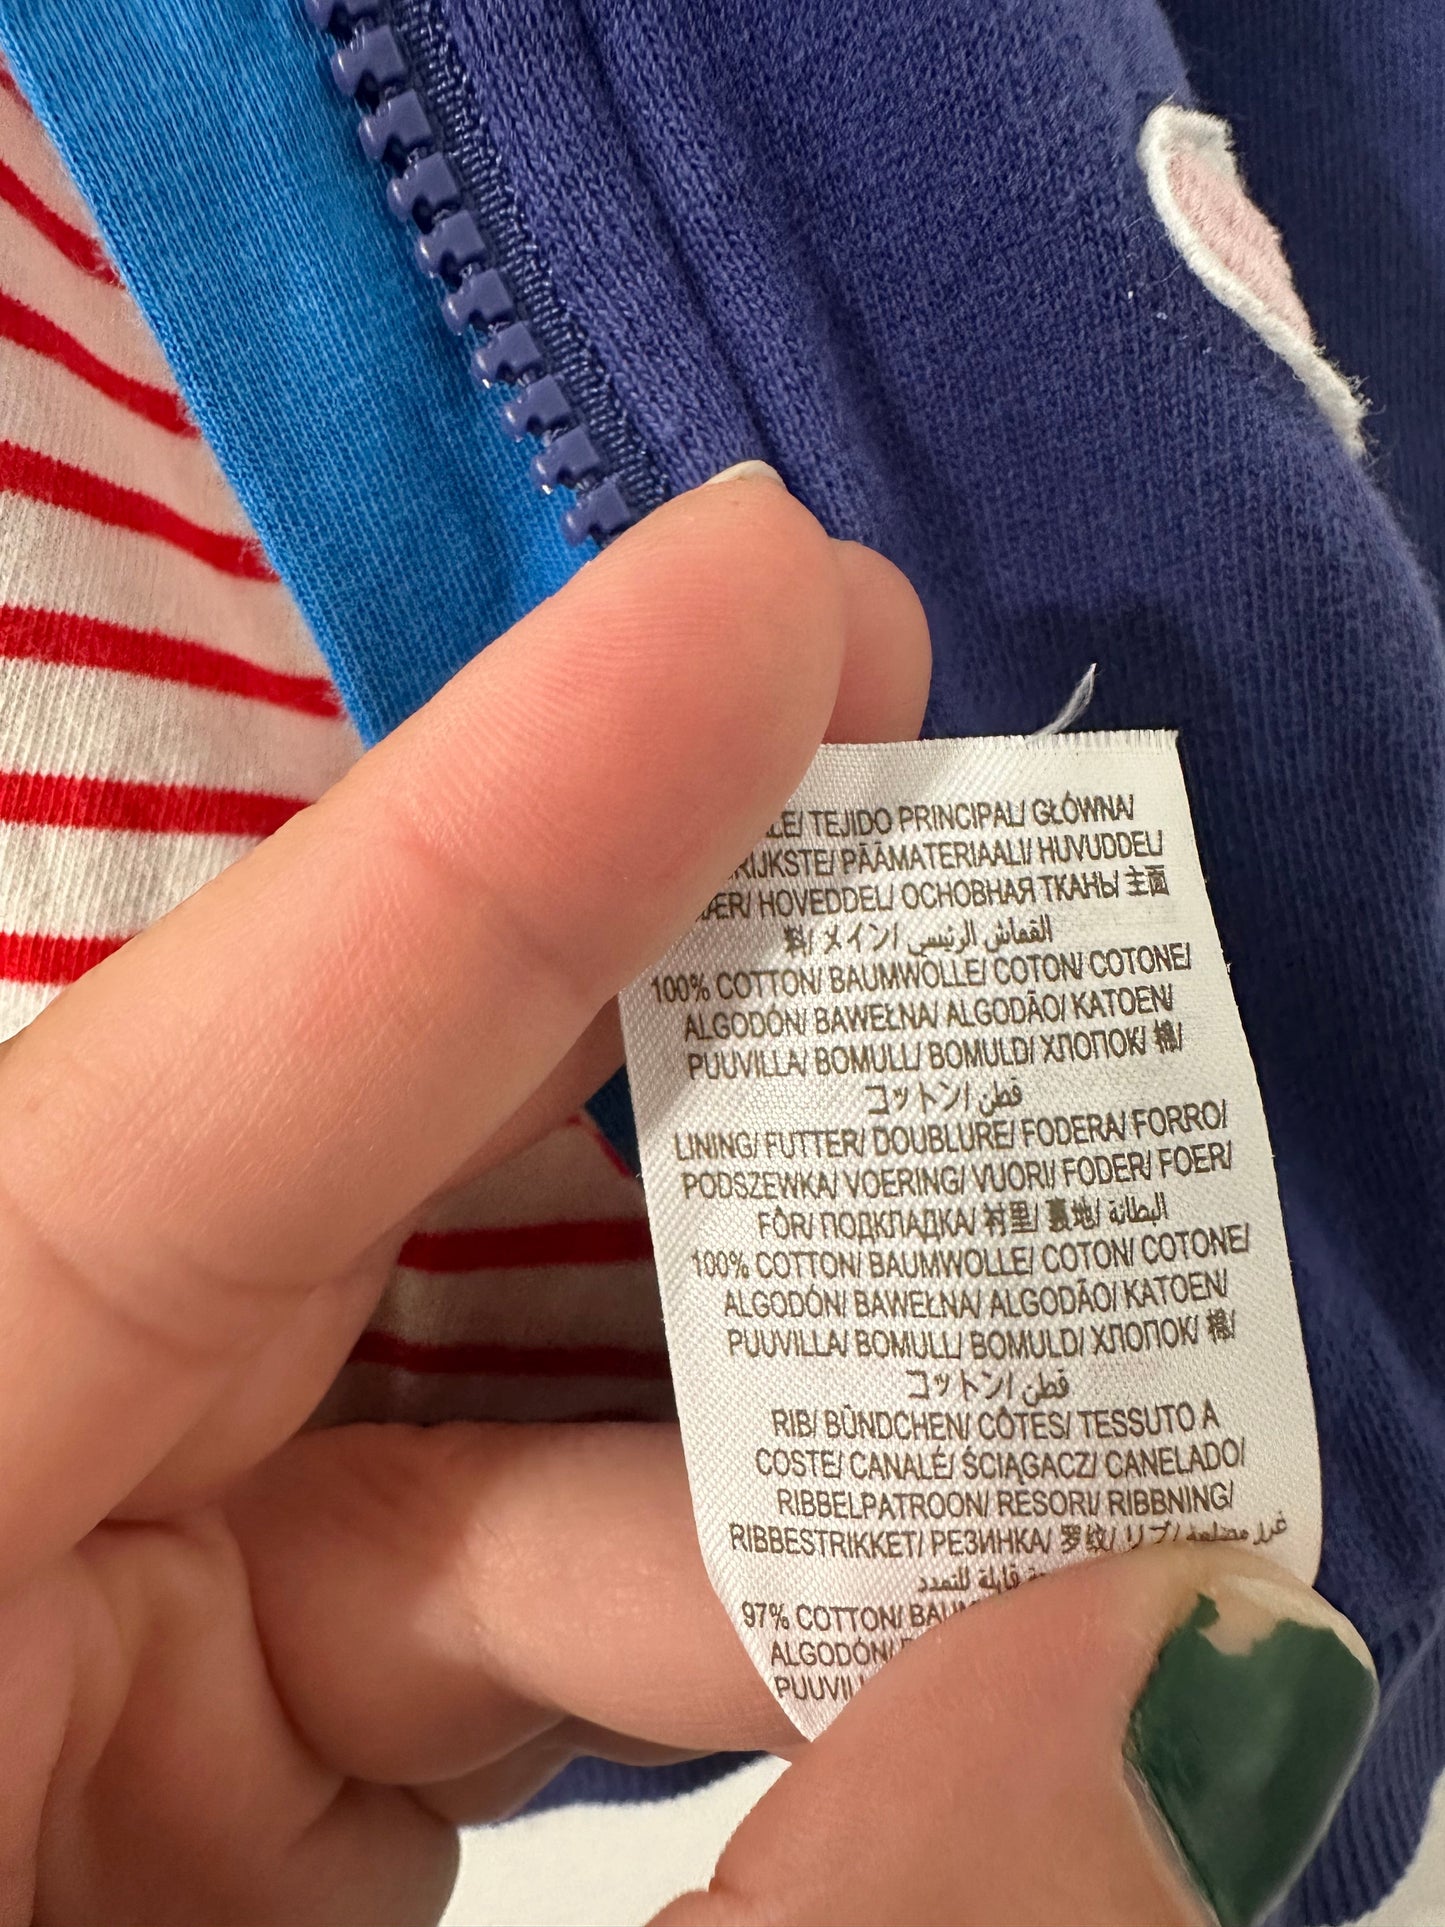 TEJIDO PRINCIPAL/ GŁÓWNA/
PÄÄMATERIAALI/ HUVUDDEL/
HOVEDDEL/ ОСНОВНАЯ ТКАНЬ/ 主面
料/ メイン/ القماش الرئيسي
100% COTTON/ BAUMWOLLE/ COTON/ COTONE/
ALGODÓN/ BAWEŁNA/ ALGODÃO/ KATOEN/
PUUVILLA/ BOMULL/ BOMULD/ ХЛОПОК/ 棉/
コットン/ قطن
LINING/ FUTTER/ DOUBLURE/ FODERA/ FORRO/
PODSZEWKA/ VOERING/ VUORI/ FODER/ FOER/
FÔR/ ПОДКЛАДКА/ 衬里/ 裏地/ البطانة
100% COTTON/ BAUMWOLLE/ COTON/ COTONE/
ALGODÓN/ BAWEŁNA/ ALGODÃO/ KATOEN/
PUUVILLA/ BOMULL/ BOMULD/ ХЛОПОК/ 棉/
コットン/ قطن
RIB/ BÜNDCHEN/ CÔTES/ TESSUTO A
COSTE/ CANALÉ/ ŚCIĄGACZ/ CANELADO/
RIBBELPATROON/ RESORI/ RIBBNING/
RIBBESTRIKKET/ РЕЗИНКА/ 罗纹/ リブ/ غرز مضلعة
قابلة للتمدد
97% COTTON/
ALGODÓN/